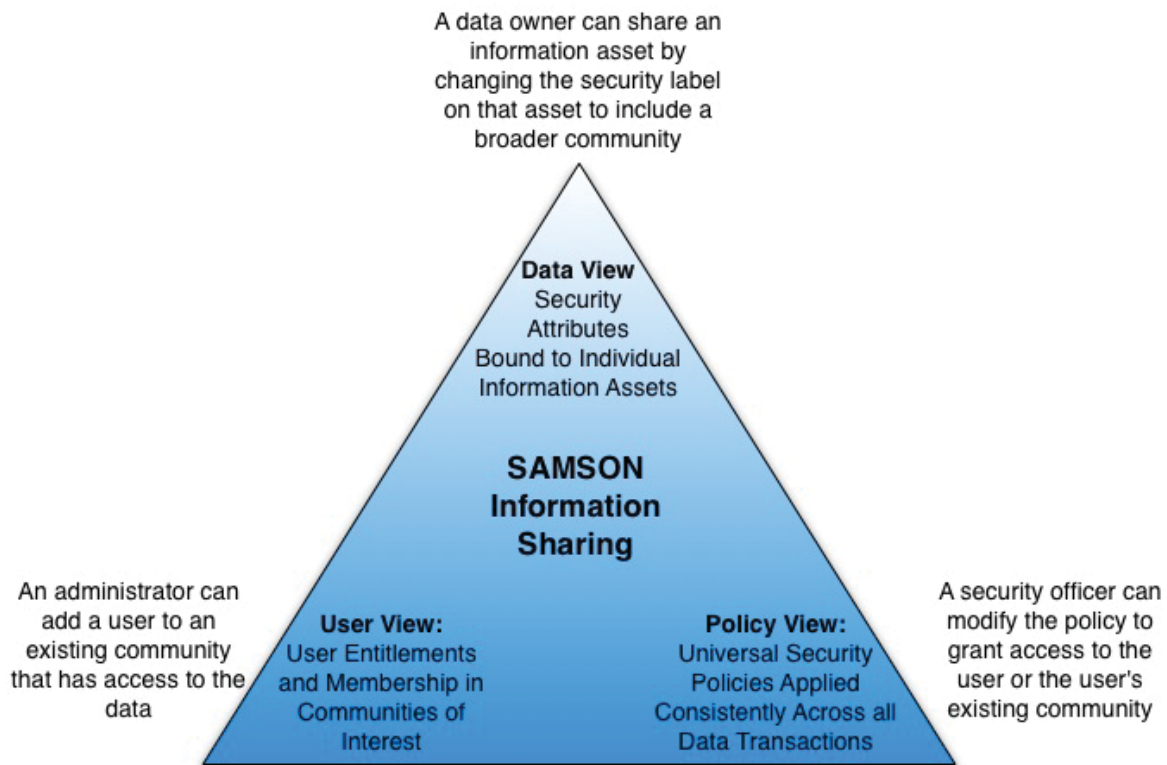 A data owner can share an
information asset by
changing the security label
on that asset to include a
broader community
Data View
Security
Attributes
Bound to Individual
Information Assets
SAMSON
Information
Sharing
An administrator can
add a user to an
existing community
that has access to the
data
User View:
User Entitlements
and Membership in
Communities of
Interest
Policy View:
Universal Security
Policies Applied
Consistently Across all
Data Transactions
A security officer can
modify the policy to
grant access to the
user or the user's
existing community